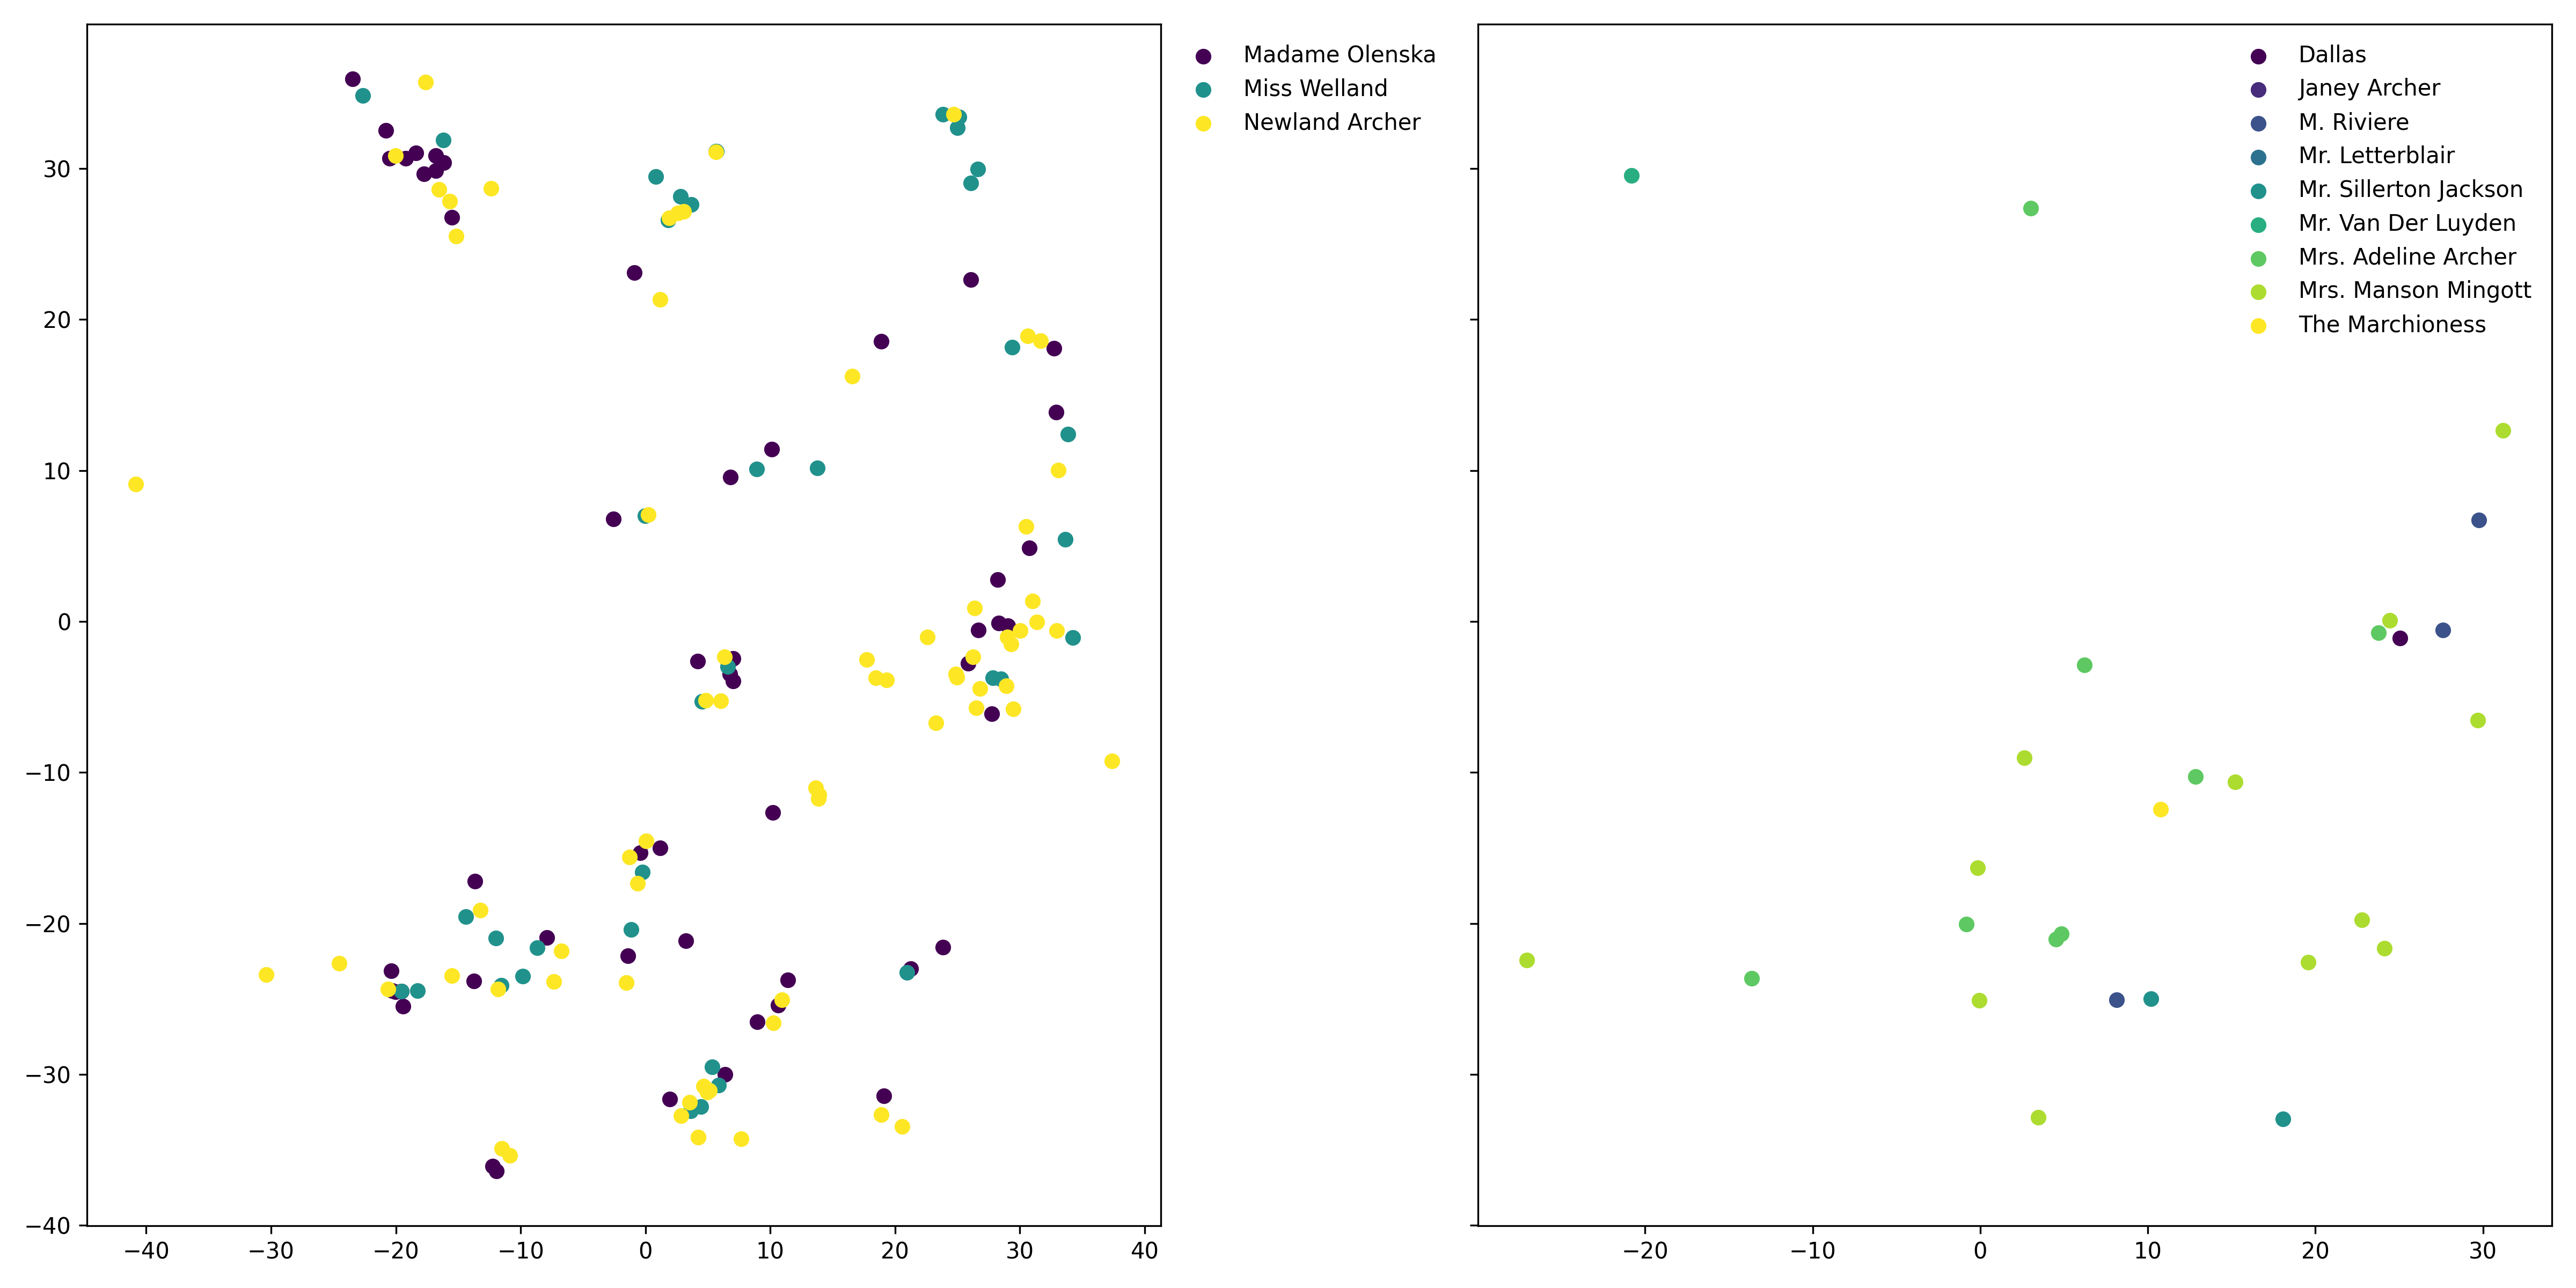 Madame Olenska
Miss Welland
Newland Archer
Dallas
Janey Archer
M. Riviere
Mr. Letterblair
Mr. Sillerton Jackson
Mr. Van Der Luyden
Mrs. Adeline Archer
Mrs. Manson Mingott
The Marchioness
30
20
10
0
−10
−20
−30
−40
−40 −30 −20 −10 0 10 20 30 40
−20 −10 0 10 20 30